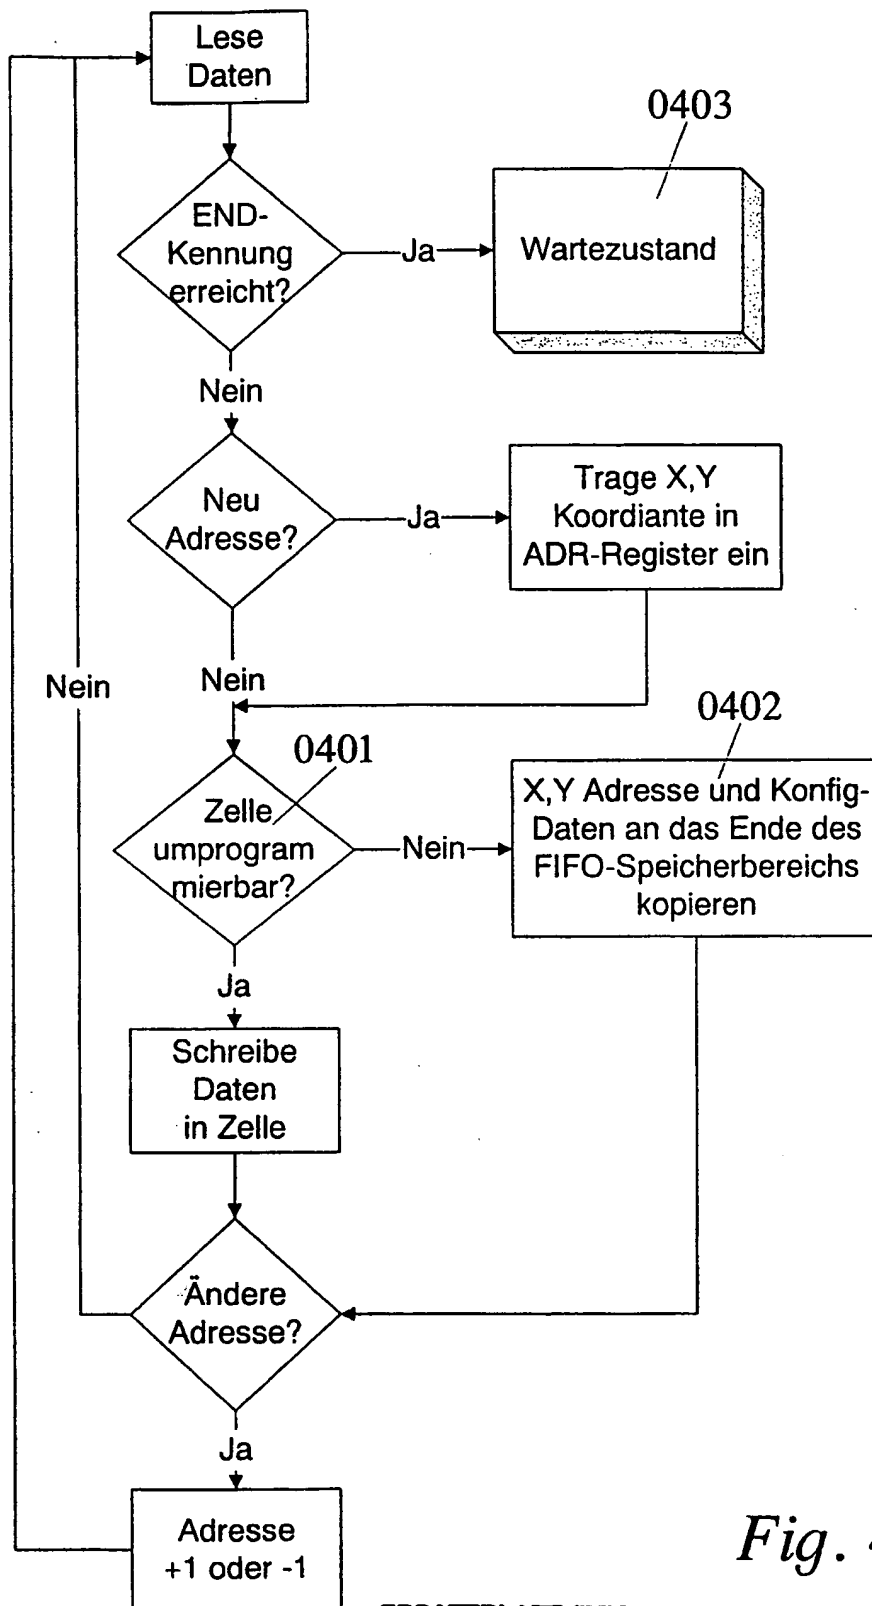 Lese
Daten
0403
END-
Kennung
erreicht?
Ja
Wartezustand
Nein
Neu
Adresse?
Ja
Trage X,Y
Koordiante in
ADR-Register ein
Nein
Nein
0401
0402
Zelle
umprogram
mierbar?
Nein
X,Y Adresse und Konfig-
Daten an das Ende des
FIFO-Speicherbereichs
kopieren
Ja
Schreibe
Daten
in Zelle
Ändere
Adresse?
Ja
Adresse
+1 oder -1
Fig.